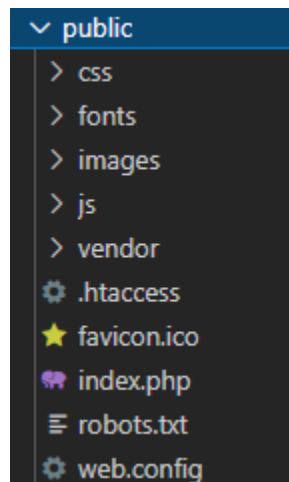 public
css
fonts
images
js
vendor
.htaccess
favicon.ico
index.php
robots.txt
web.config